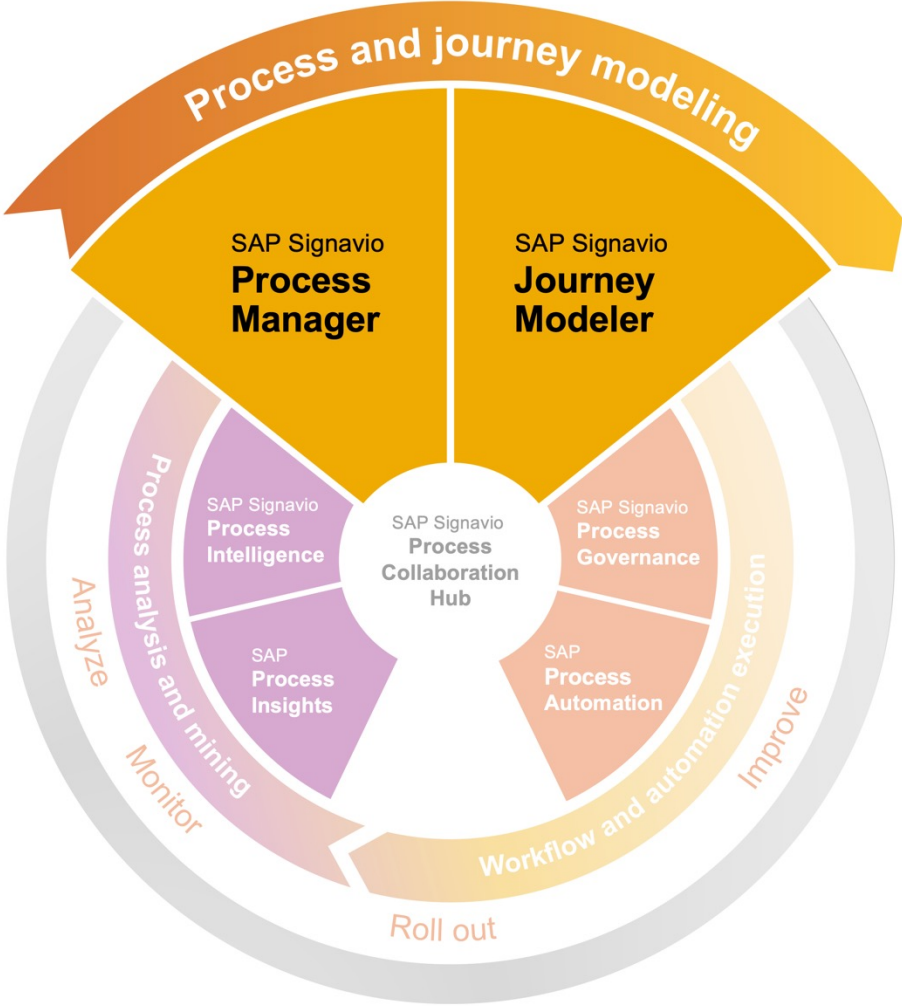 Process and journey modeling
SAP Signavio
Process
Manager
SAP Signavio
Journey
Modeler
Process analysis and mining
SAP Signavio
Process
Intelligence
SAP Signavio
Process
Collaboration
Hub
SAP Signavio
Process
Governance
SAP
Process
Insights
SAP
Process
Automation
Workflow and automation execution
Analyze
Monitor
Roll out
Improve